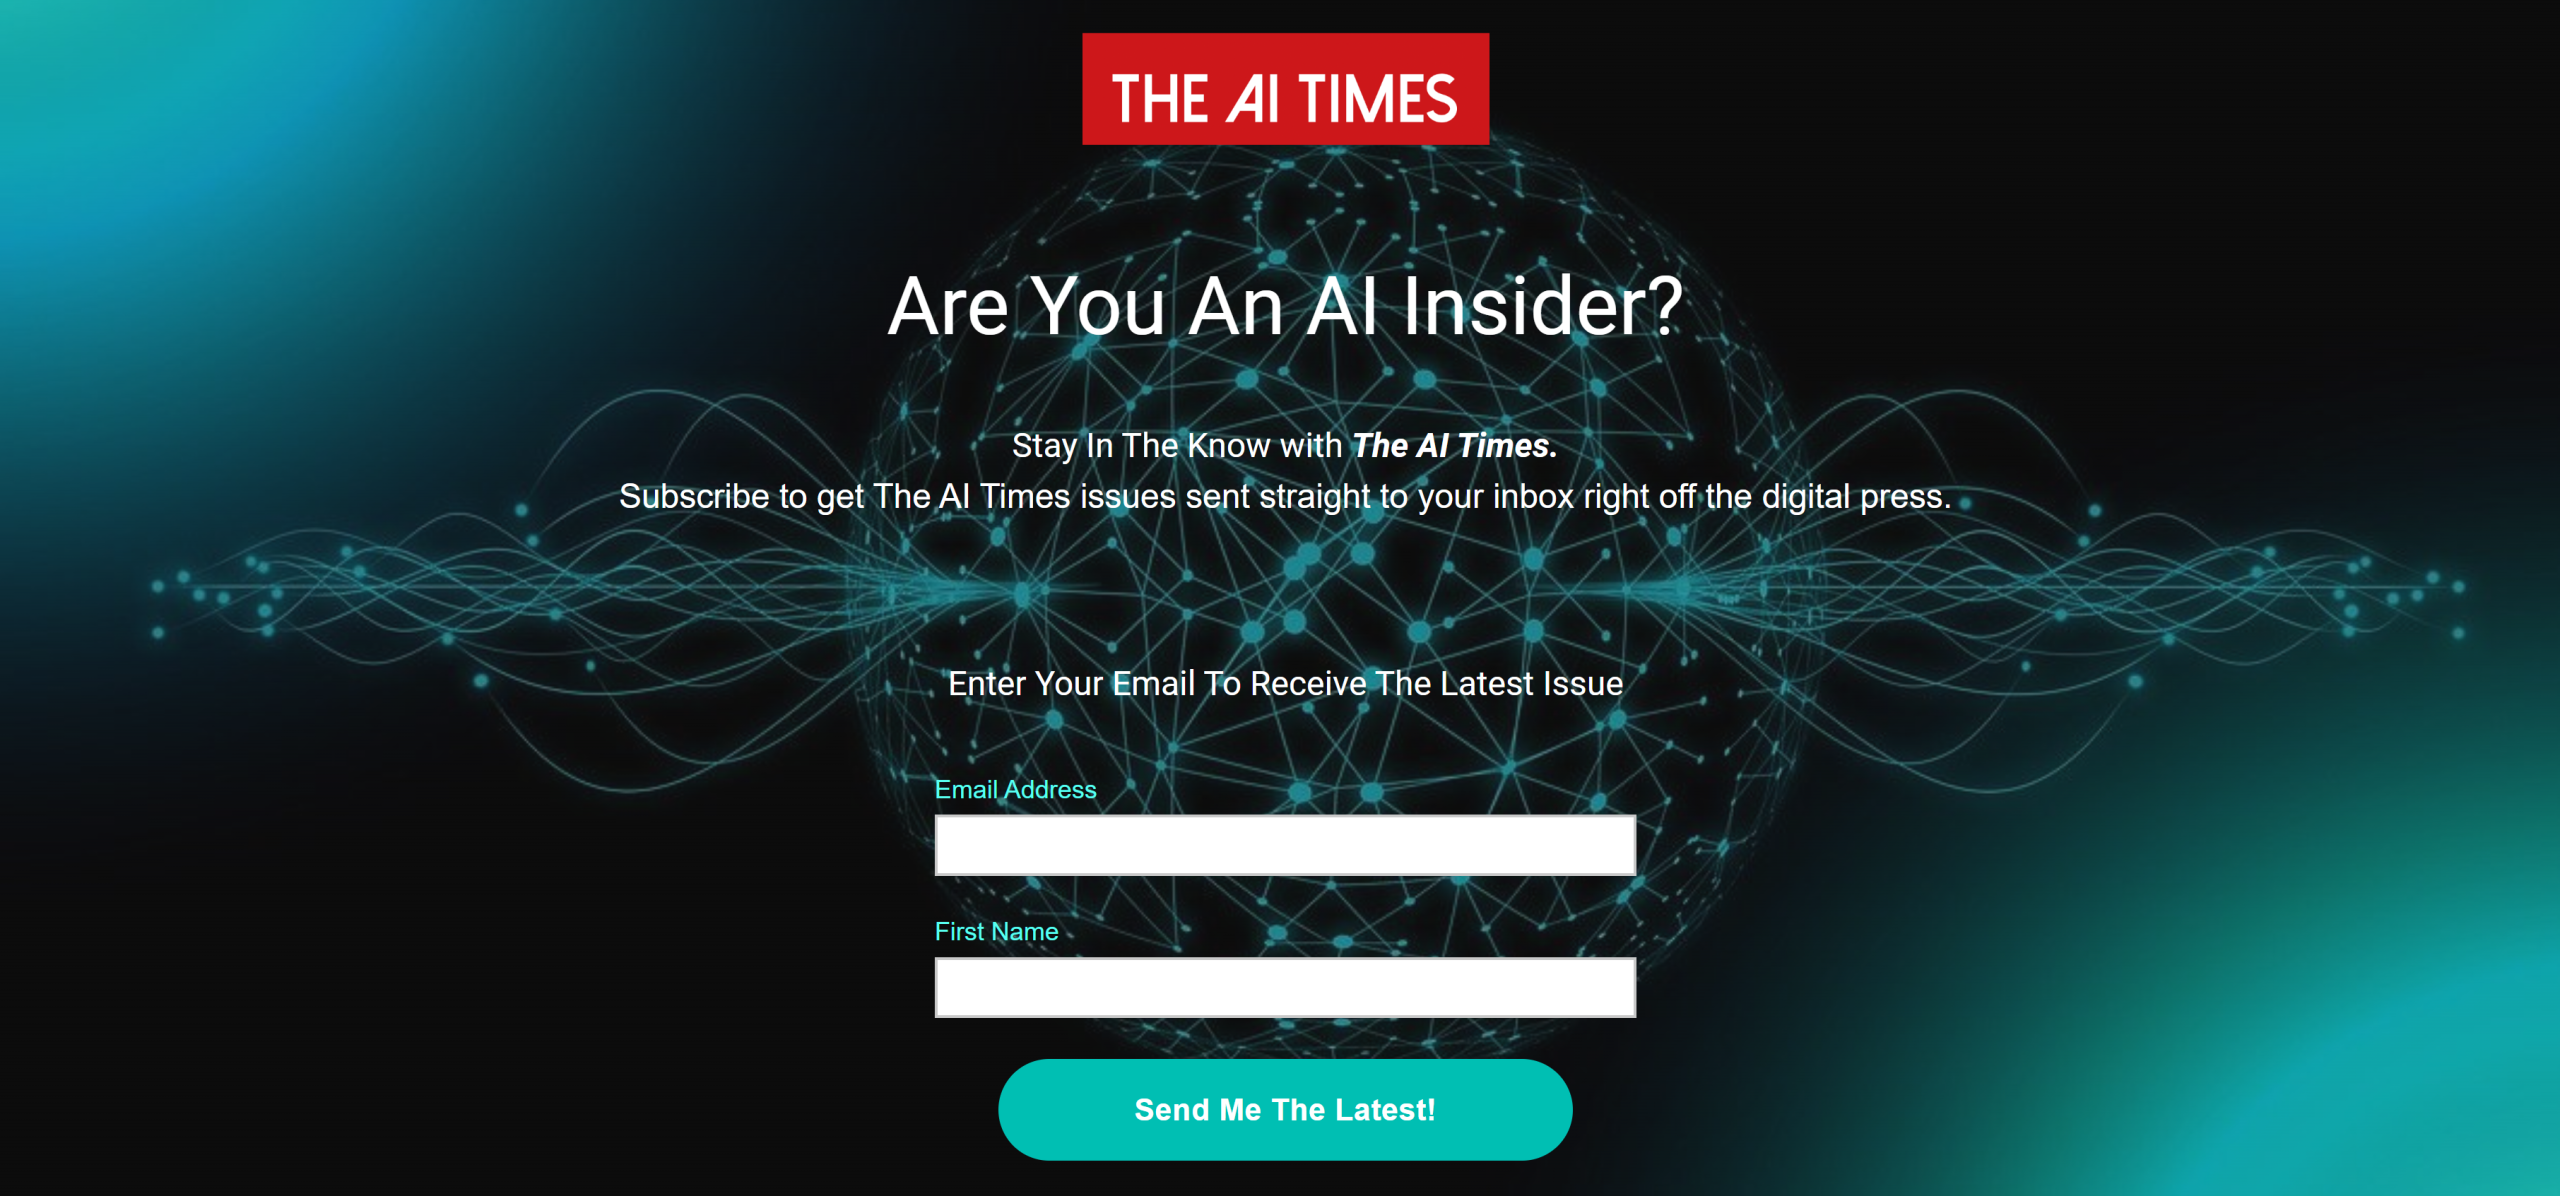 THE AI TIMES
Are You An AI Insider?
Stay In The Know with The AI Times.
Subscribe to get The AI Times issues sent straight to your inbox right off the digital press.
Enter Your Email To Receive The Latest Issue
Email Address
First Name
Send Me The Latest!